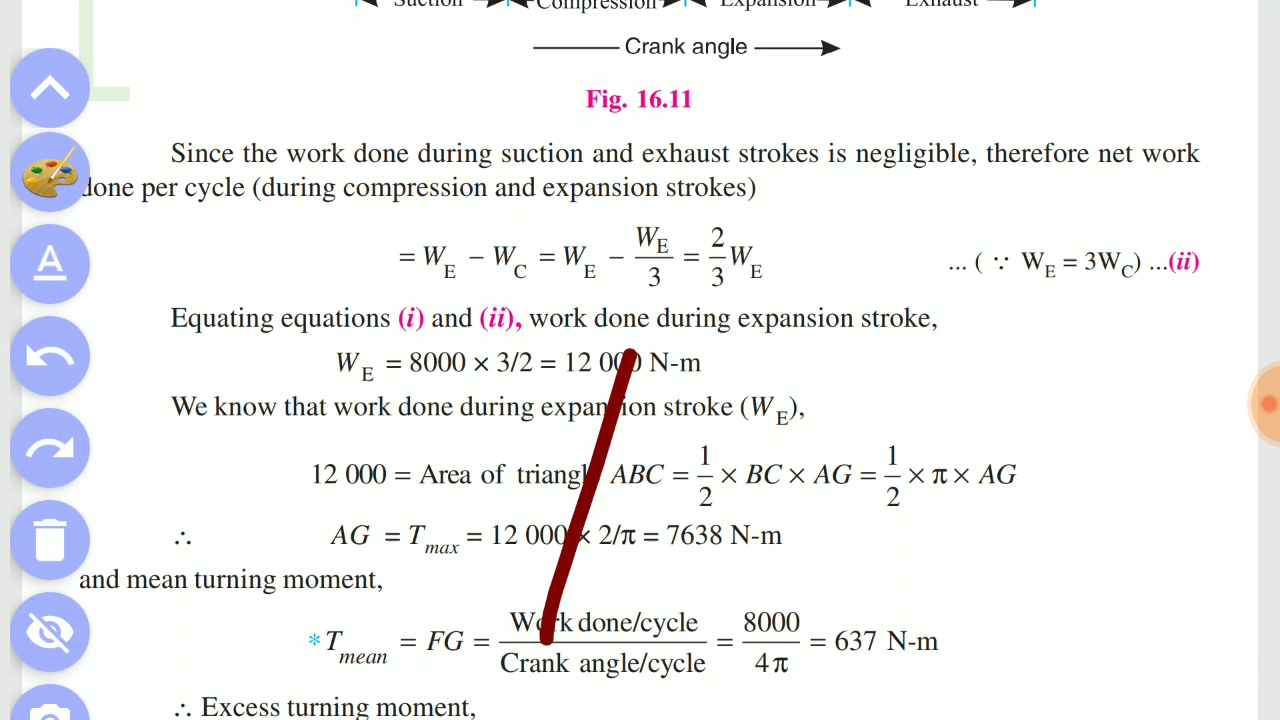 Suction Compression Expansion Exhaust
Crank angle
Fig. 16.11
Since the work done during suction and exhaust strokes is negligible, therefore net work
done per cycle (during compression and expansion strokes)
= W_E − W_C = W_E − W_E/3 = 2/3 W_E ... ( ∵ W_E = 3W_C) ...(ii)
Equating equations (i) and (ii), work done during expansion stroke,
W_E = 8000 × 3/2 = 12 000 N-m
We know that work done during expansion stroke (W_E),
12 000 = Area of triangle ABC = 1/2 × BC × AG = 1/2 × π × AG
∴ AG = T_max = 12 000 × 2/π = 7638 N-m
and mean turning moment,
*T_mean = FG = Work done/cycle / Crank angle/cycle = 8000/4π = 637 N-m
∴ Excess turning moment,